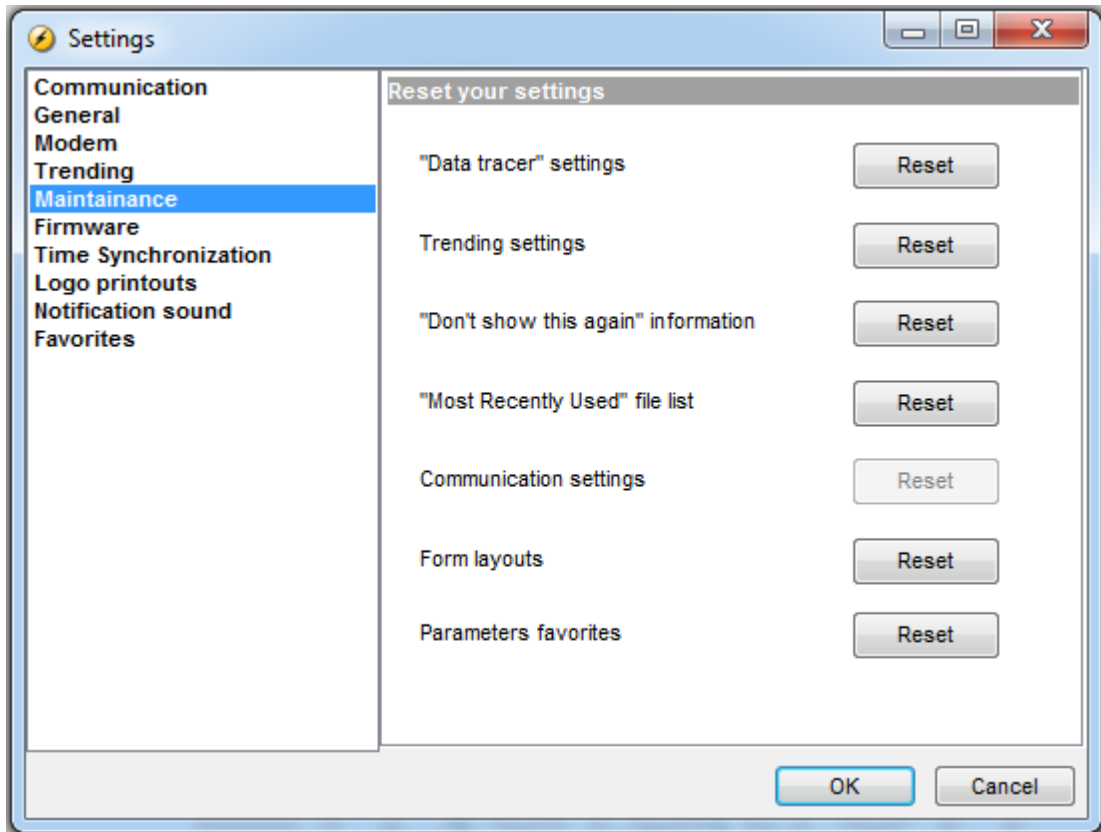 Settings
Communication
General
Modem
Trending
Maintainance
Firmware
Time Synchronization
Logo printouts
Notification sound
Favorites
Reset your settings
"Data tracer" settings Reset
Trending settings Reset
"Don't show this again" information Reset
"Most Recently Used" file list Reset
Communication settings Reset
Form layouts Reset
Parameters favorites Reset
OK Cancel